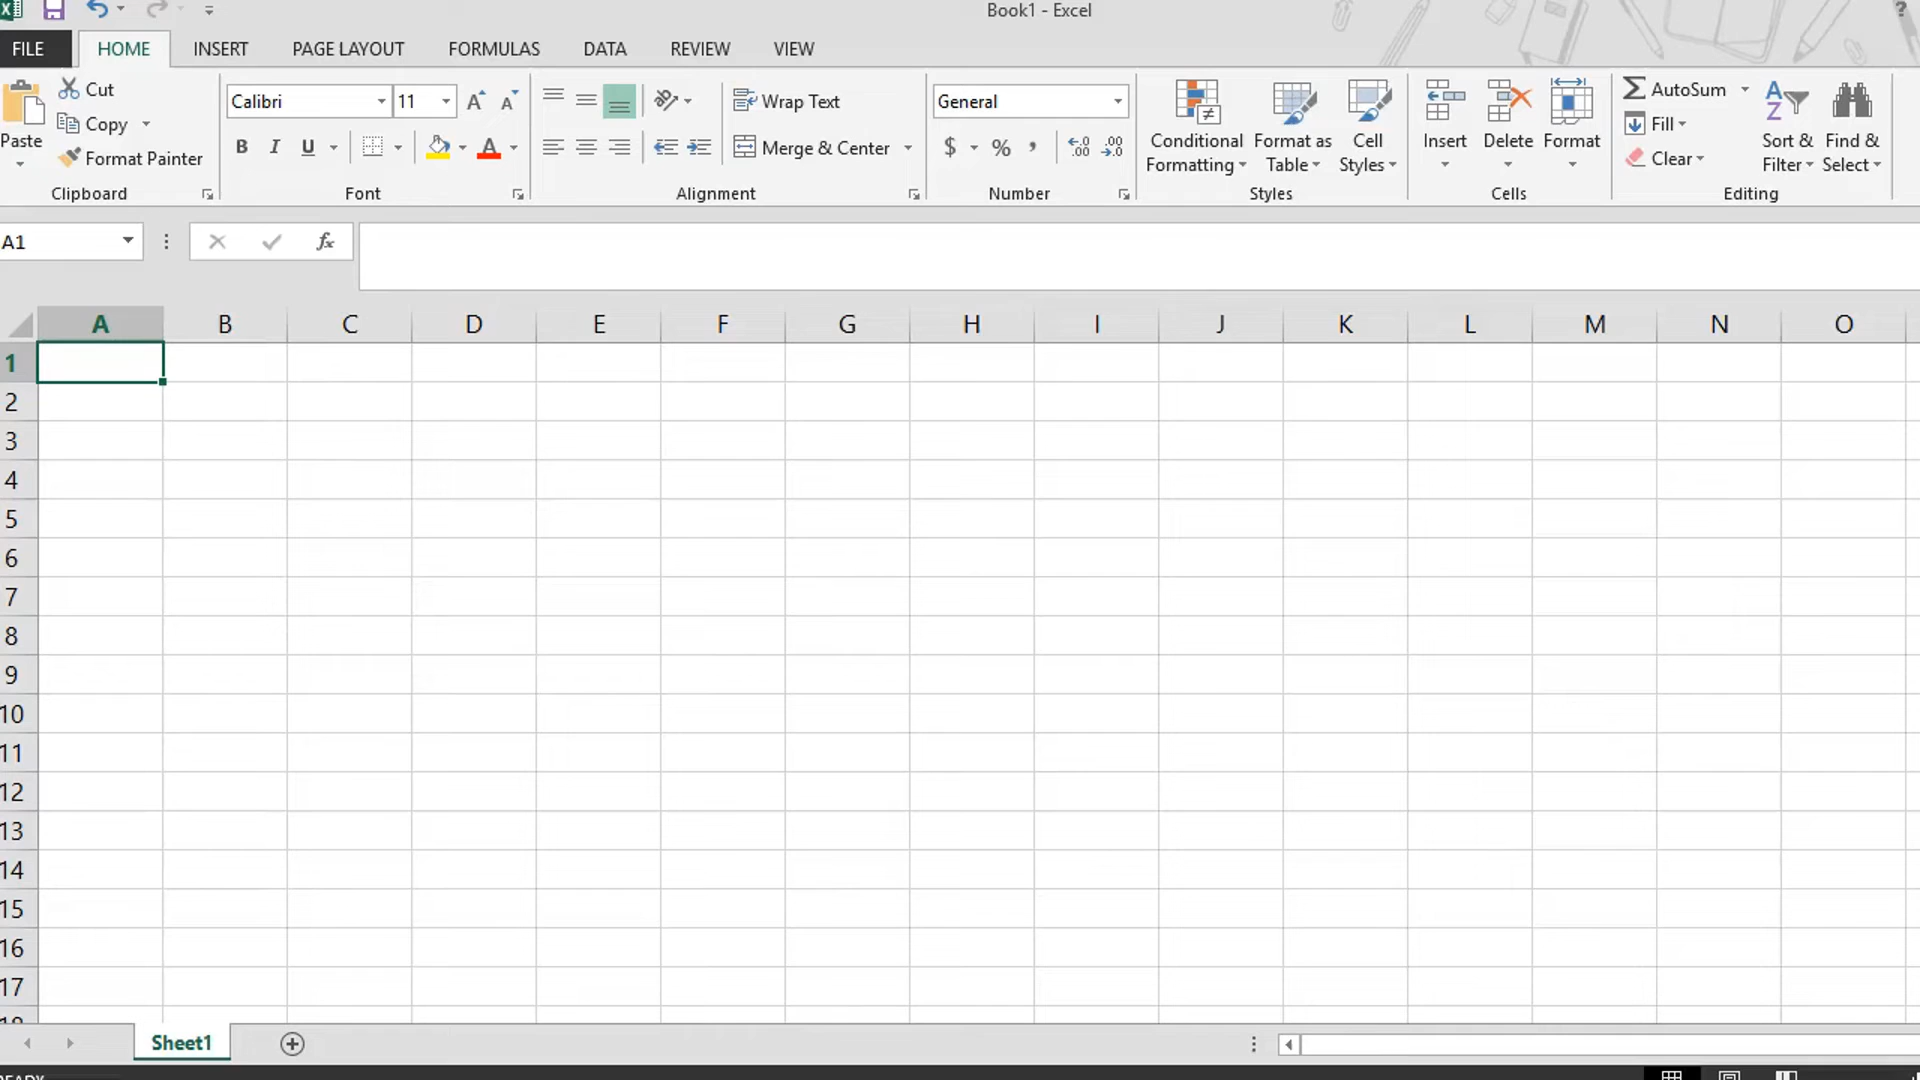 Book1 - Excel
?
FILE HOME INSERT PAGE LAYOUT FORMULAS DATA REVIEW VIEW
Cut
Copy
Format Painter
Paste
Clipboard
Calibri 11 A A
B I U A
Font
Wrap Text
Merge & Center
Alignment
General
$ % ,
Number
Conditional Formatting
Format as Table
Cell Styles
Styles
Insert Delete Format
Cells
AutoSum
Fill
Clear
Sort & Filter
Find & Select
Editing
A1 fx
A B C D E F G H I J K L M N O
1
2
3
4
5
6
7
8
9
10
11
12
13
14
15
16
17
Sheet1